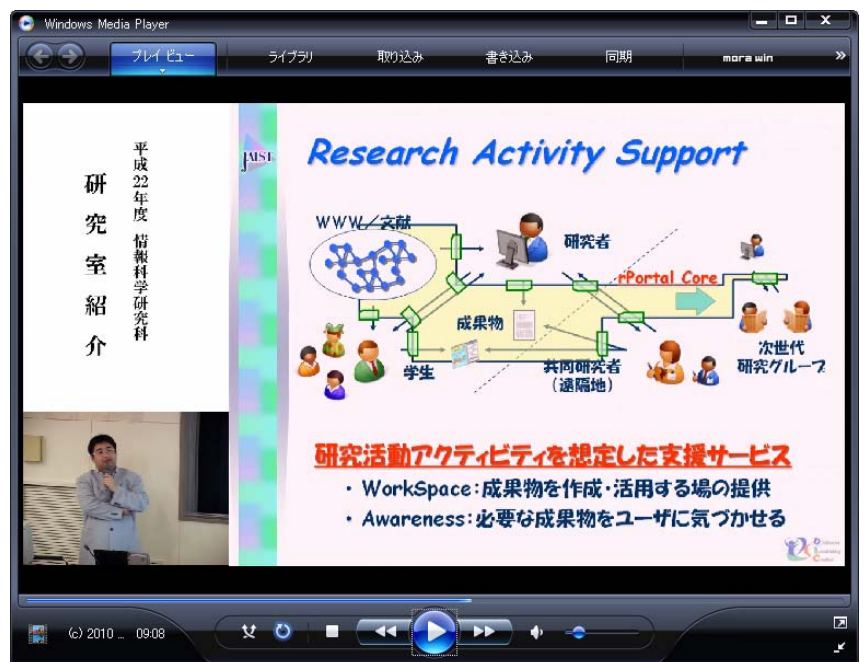 Windows Media Player
プレイ ビュー
ライブラリ
取り込み
書き込み
同期
mora win
平成22年度 情報科学研究科
研究室紹介
JAIST
Research Activity Support
WWW/文献
研究者
rPortal Core
成果物
学生
共同研究者
(遠隔地)
次世代
研究グループ
研究活動アクティビティを想定した支援サービス
・ WorkSpace:成果物を作成・活用する場の提供
・ Awareness:必要な成果物をユーザに気づかせる
(c) 2010 ... 09:08